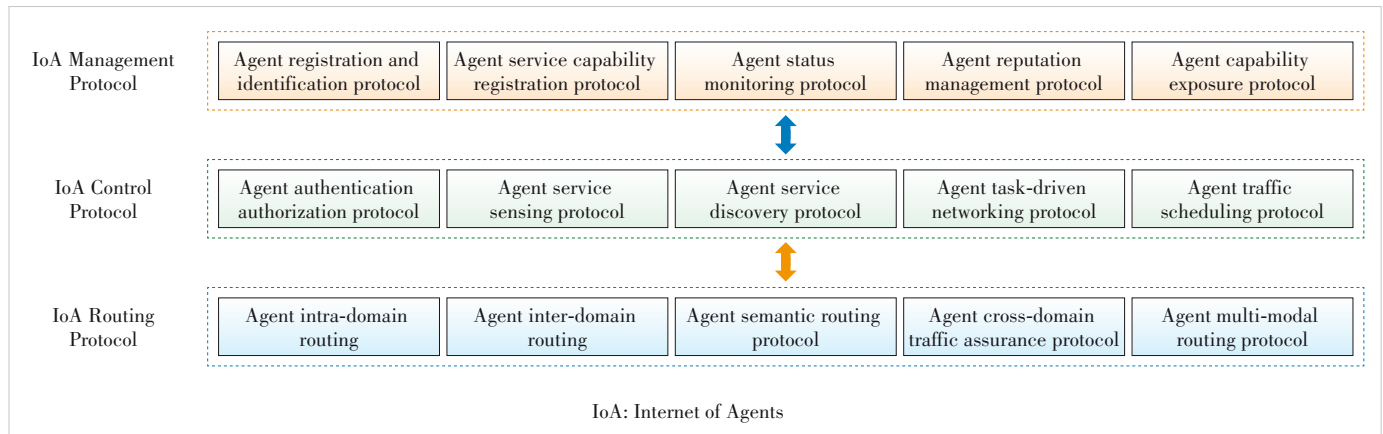 IoA Management
Protocol
Agent registration and
identification protocol
Agent service capability
registration protocol
Agent status
monitoring protocol
Agent reputation
management protocol
Agent capability
exposure protocol
IoA Control
Protocol
Agent authentication
authorization protocol
Agent service
sensing protocol
Agent service
discovery protocol
Agent task-driven
networking protocol
Agent traffic
scheduling protocol
IoA Routing
Protocol
Agent intra-domain
routing
Agent inter-domain
routing
Agent semantic routing
protocol
Agent cross-domain
traffic assurance protocol
Agent multi-modal
routing protocol
IoA: Internet of Agents